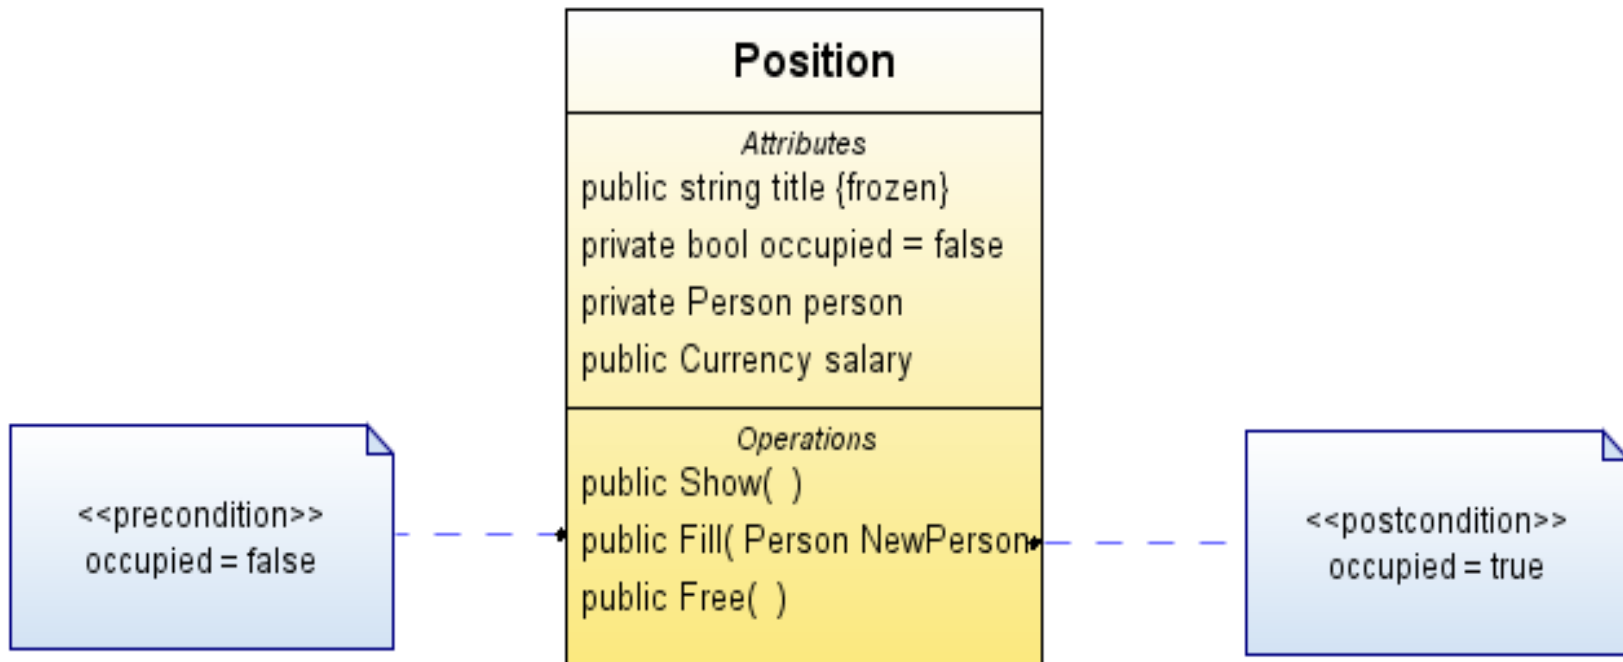 Position
Attributes
public string title {frozen}
private bool occupied = false
private Person person
public Currency salary
Operations
public Show(  )
public Fill( Person NewPerson
public Free(  )
<<precondition>>
occupied = false
<<postcondition>>
occupied = true